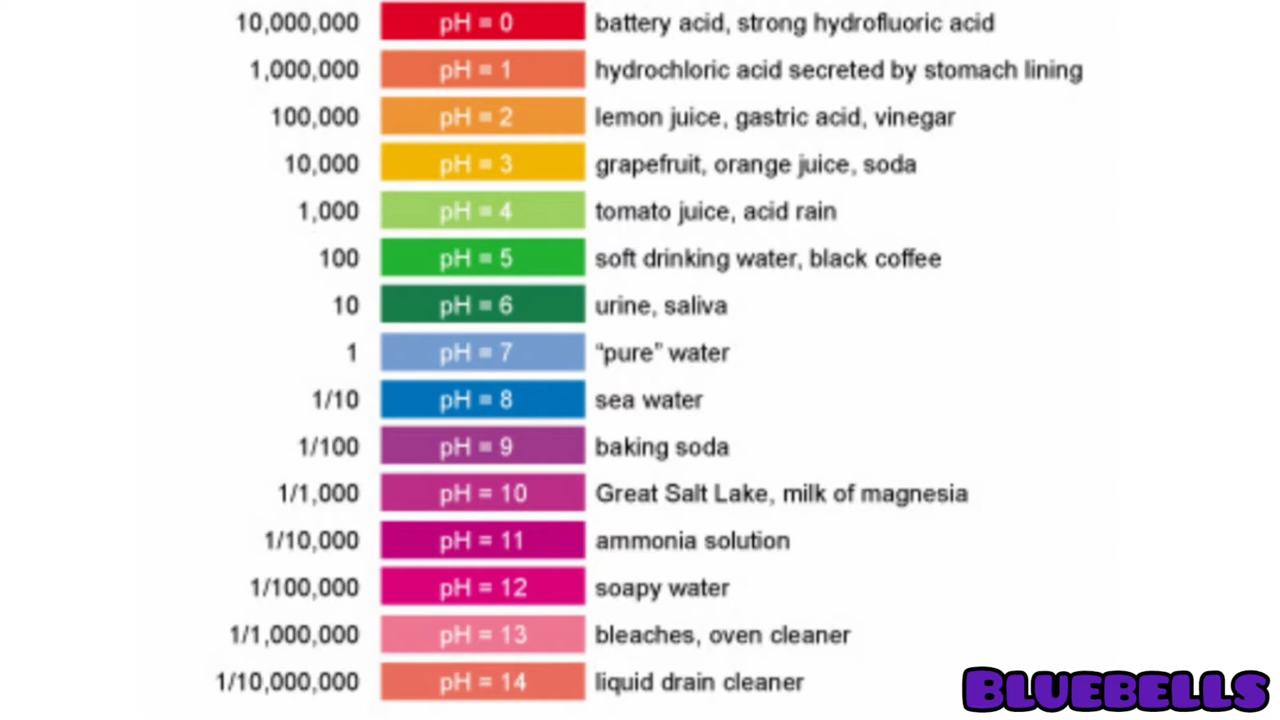 10,000,000 pH = 0 battery acid, strong hydrofluoric acid
1,000,000 pH = 1 hydrochloric acid secreted by stomach lining
100,000 pH = 2 lemon juice, gastric acid, vinegar
10,000 pH = 3 grapefruit, orange juice, soda
1,000 pH = 4 tomato juice, acid rain
100 pH = 5 soft drinking water, black coffee
10 pH = 6 urine, saliva
1 pH = 7 “pure” water
1/10 pH = 8 sea water
1/100 pH = 9 baking soda
1/1,000 pH = 10 Great Salt Lake, milk of magnesia
1/10,000 pH = 11 ammonia solution
1/100,000 pH = 12 soapy water
1/1,000,000 pH = 13 bleaches, oven cleaner
1/10,000,000 pH = 14 liquid drain cleaner
BLUEBELLS